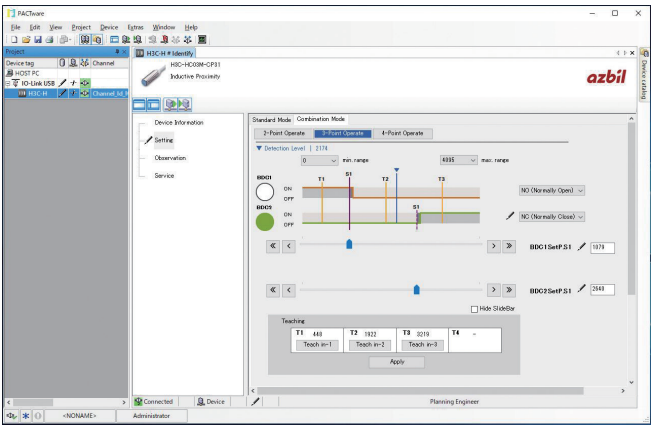 PACTware
File Edit View Project Device Extras Window Help
Project
H3C-H # Identify
Device tag Channel
HOST PC
IO-Link USB
H3C-H
H3C-HC03M-CP31
Inductive Proximity
azbil
Device catalog
Device Information
Setting
Observation
Service
Standard Mode Combination Mode
2-Point Operate 3-Point Operate 4-Point Operate
Detection Level | 2174
0 min. range 4095 max. range
BDC1 ON OFF T1 S1 T2 T3
NO (Normally Open)
BDC2 ON OFF S1
NC (Normally Close)
BDC1SetP.S1 1079
BDC2SetP.S1 2648
Hide SlideBar
Teaching
T1 448 T2 1922 T3 3219 T4 -
Teach in-1 Teach in-2 Teach in-3
Apply
Connected Device Planning Engineer
<NONAME> Administrator